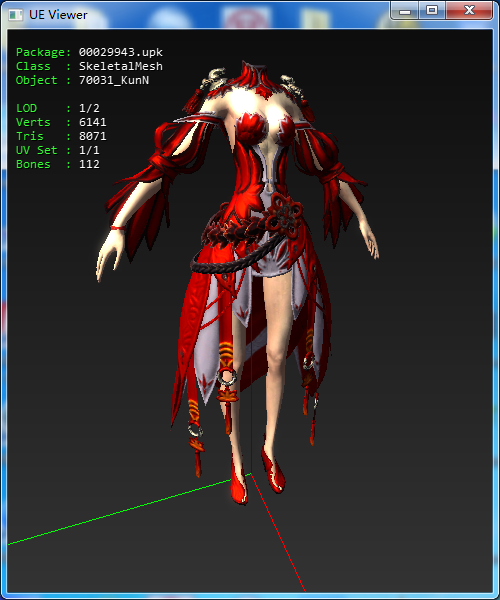 UE Viewer
Package: 00029943.upk
Class  : SkeletalMesh
Object : 70031_KunN
LOD    : 1/2
Verts  : 6141
Tris   : 8071
UV Set : 1/1
Bones  : 112